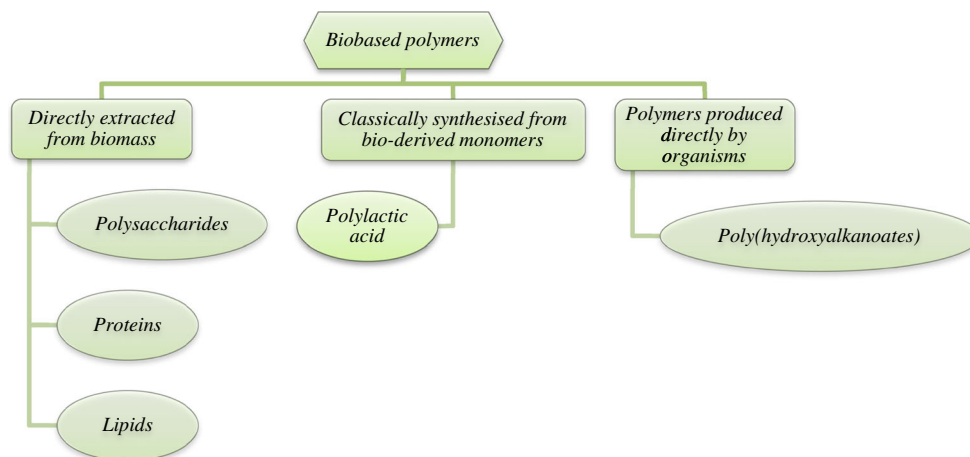 Biobased polymers
Directly extracted
from biomass
Classically synthesised from
bio-derived monomers
Polymers produced
directly by
organisms
Polysaccharides
Polylactic
acid
Poly(hydroxyalkanoates)
Proteins
Lipids